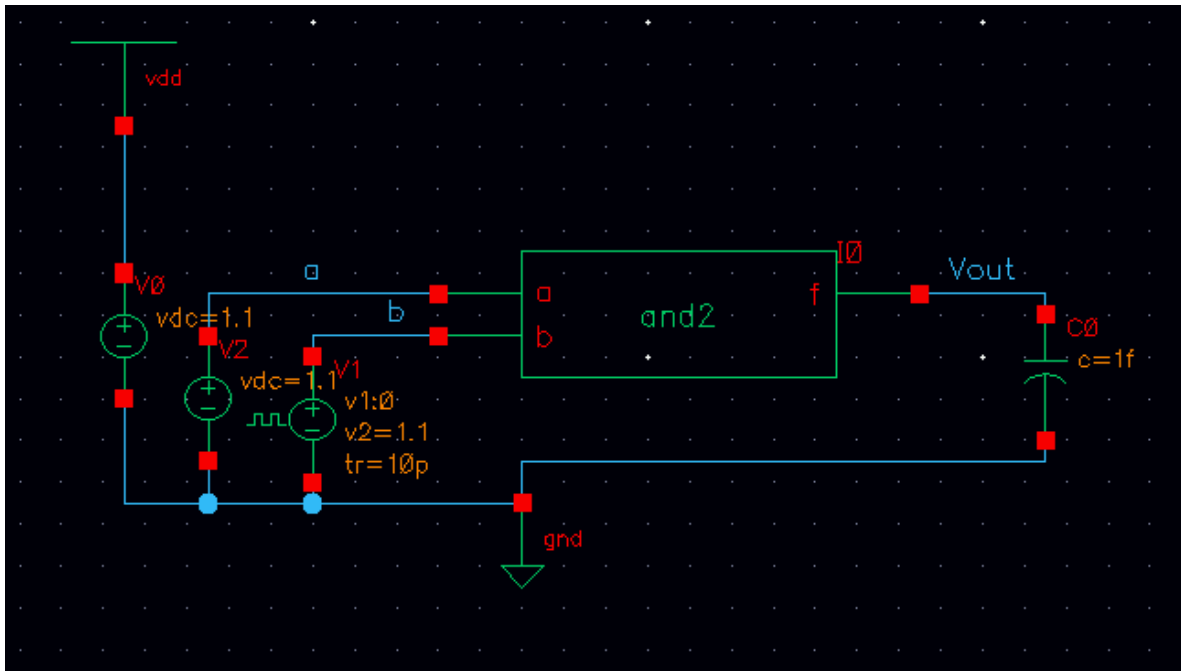 vdd
V0
vdc=1.1
V2
vdc=1.1
V1
v1:0
v2=1.1
tr=10p
a
b
a
b
and2
f
I0
Vout
C0
c=1f
gnd